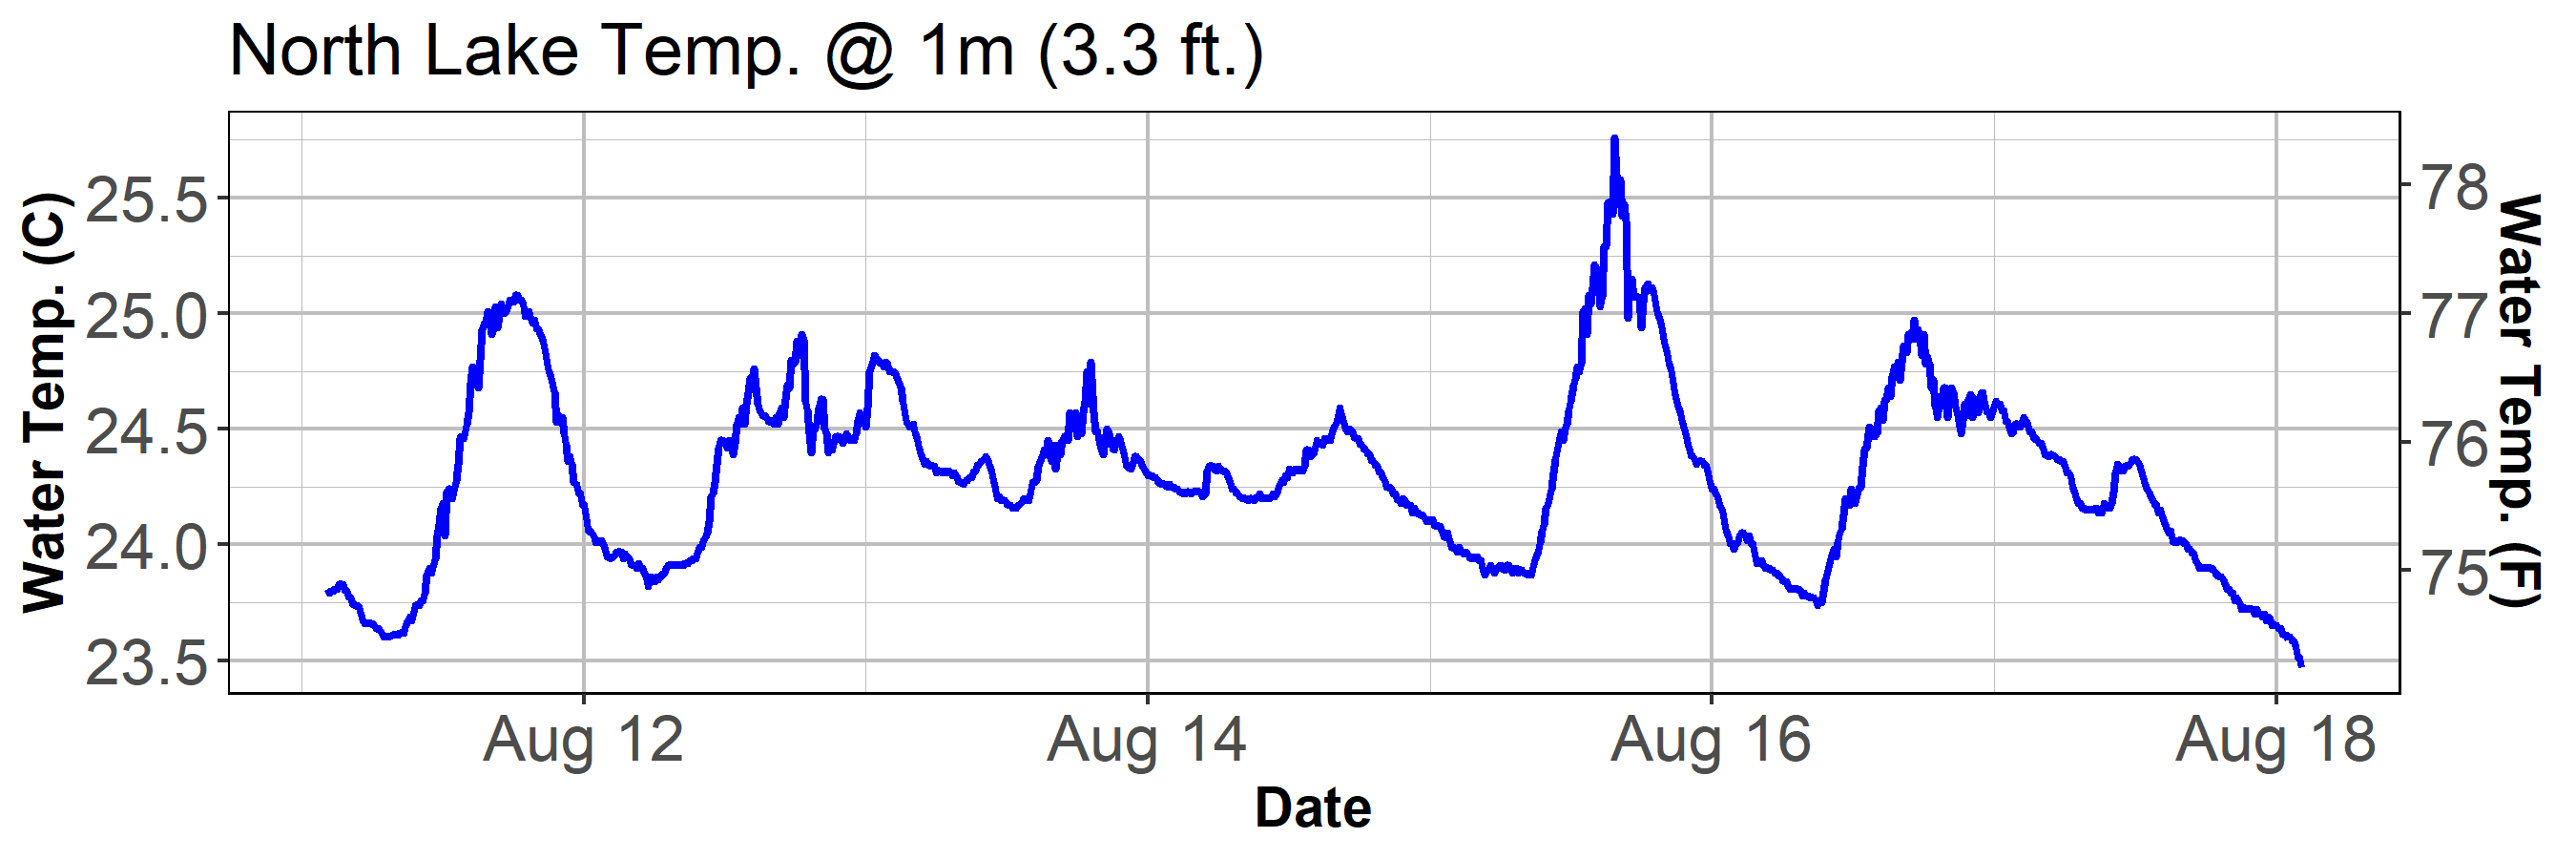 North Lake Temp. @ 1m (3.3 ft.)
Water Temp. (C)
25.5
25.0
24.5
24.0
23.5
78
77
76
75
Water Temp. (F)
Aug 12 Aug 14 Aug 16 Aug 18
Date